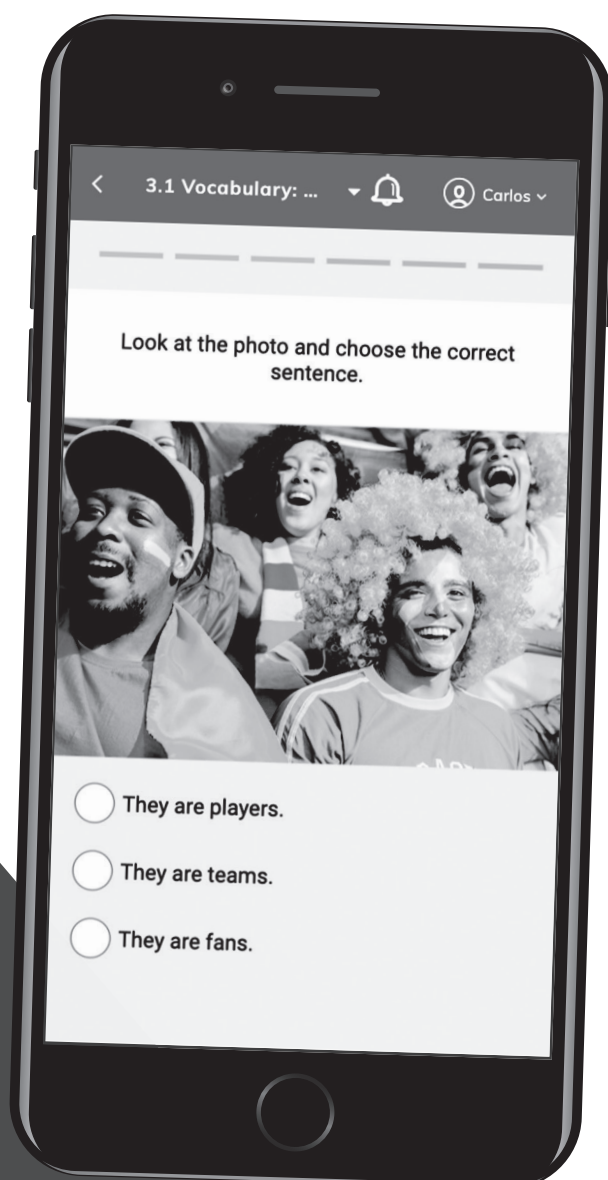 3.1 Vocabulary: ...
Carlos
Look at the photo and choose the correct
sentence.
They are players.
They are teams.
They are fans.